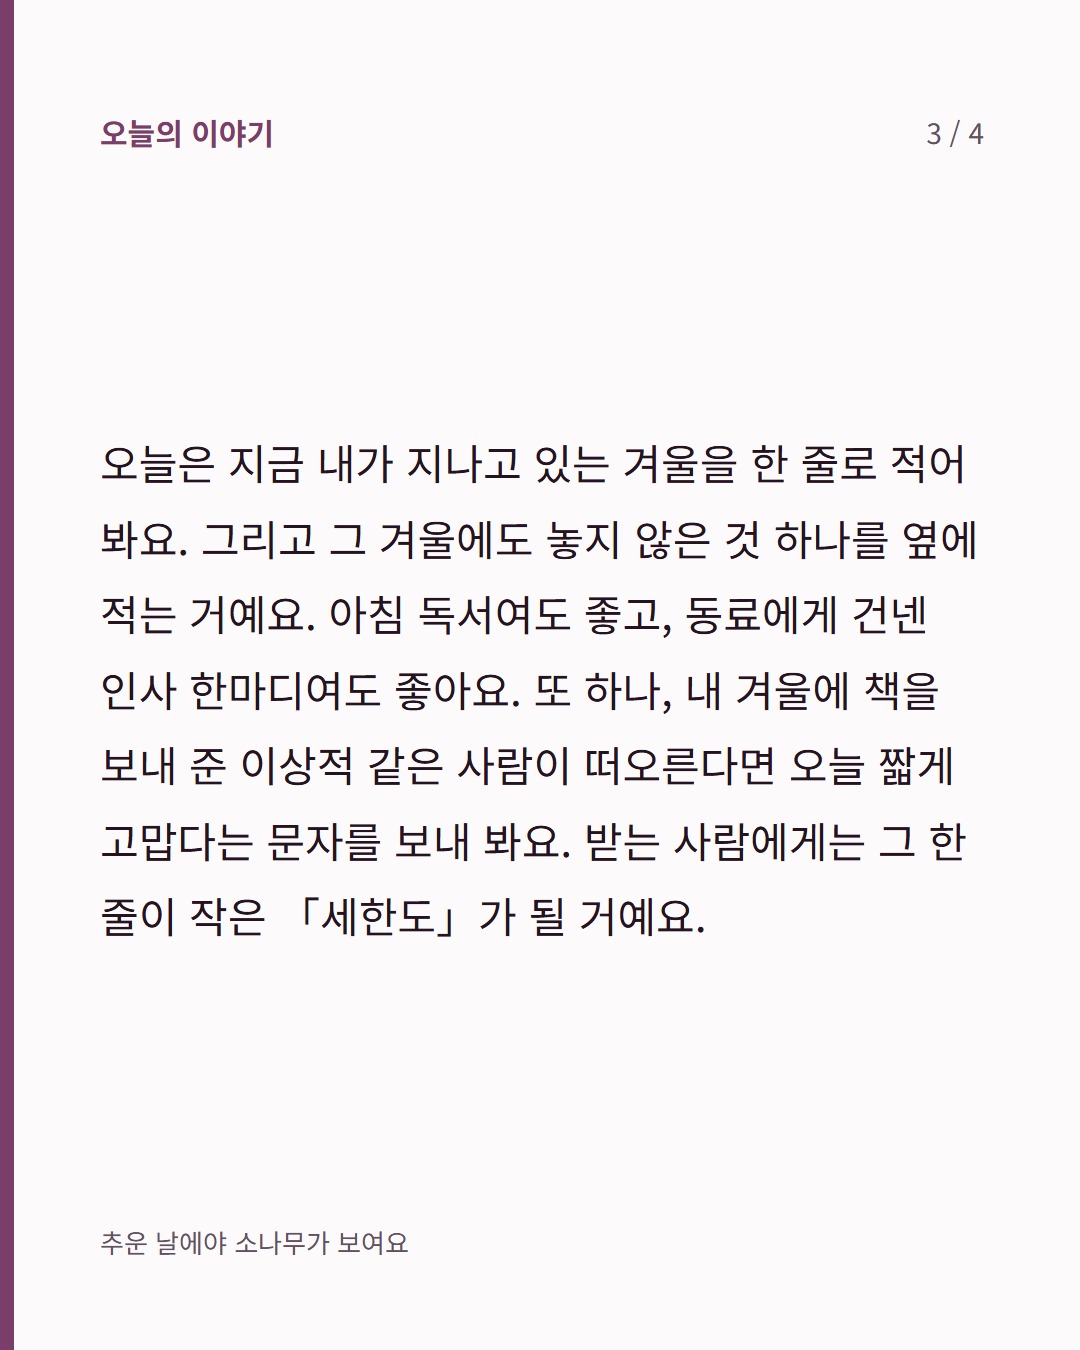 오늘의 이야기
3 / 4
오늘은 지금 내가 지나고 있는 겨울을 한 줄로 적어
봐요. 그리고 그 겨울에도 놓지 않은 것 하나를 옆에
적는 거예요. 아침 독서여도 좋고, 동료에게 건넨
인사 한마디여도 좋아요. 또 하나, 내 겨울에 책을
보내 준 이상적 같은 사람이 떠오른다면 오늘 짧게
고맙다는 문자를 보내 봐요. 받는 사람에게는 그 한
줄이 작은 「세한도」가 될 거예요.
추운 날에야 소나무가 보여요